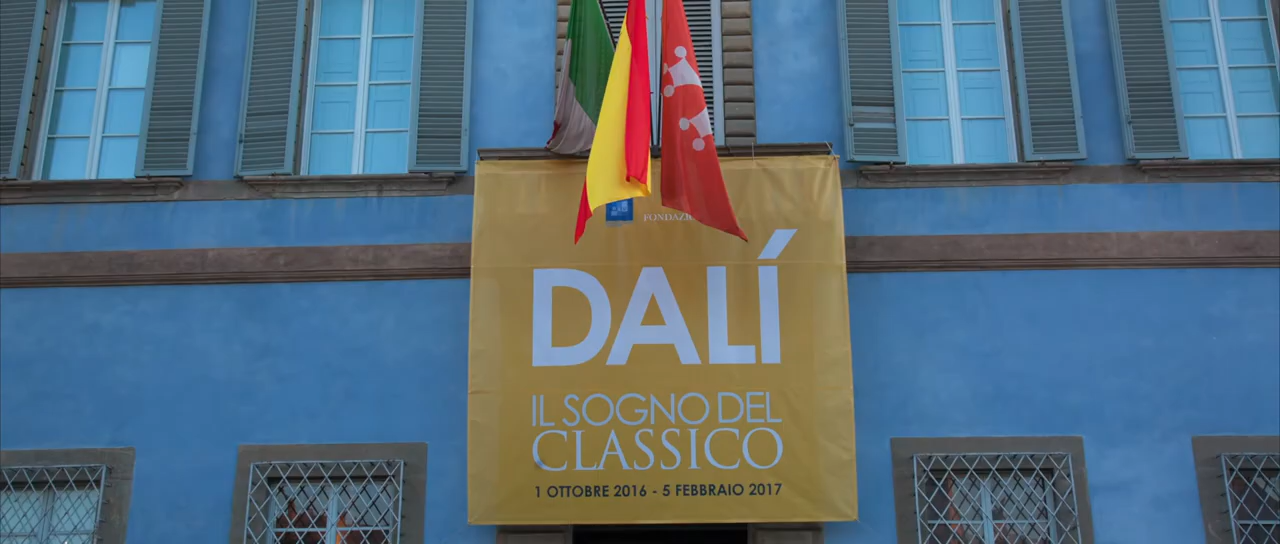 DALÍ
IL SOGNO DEL
CLASSICO
1 OTTOBRE 2016 - 5 FEBBRAIO 2017